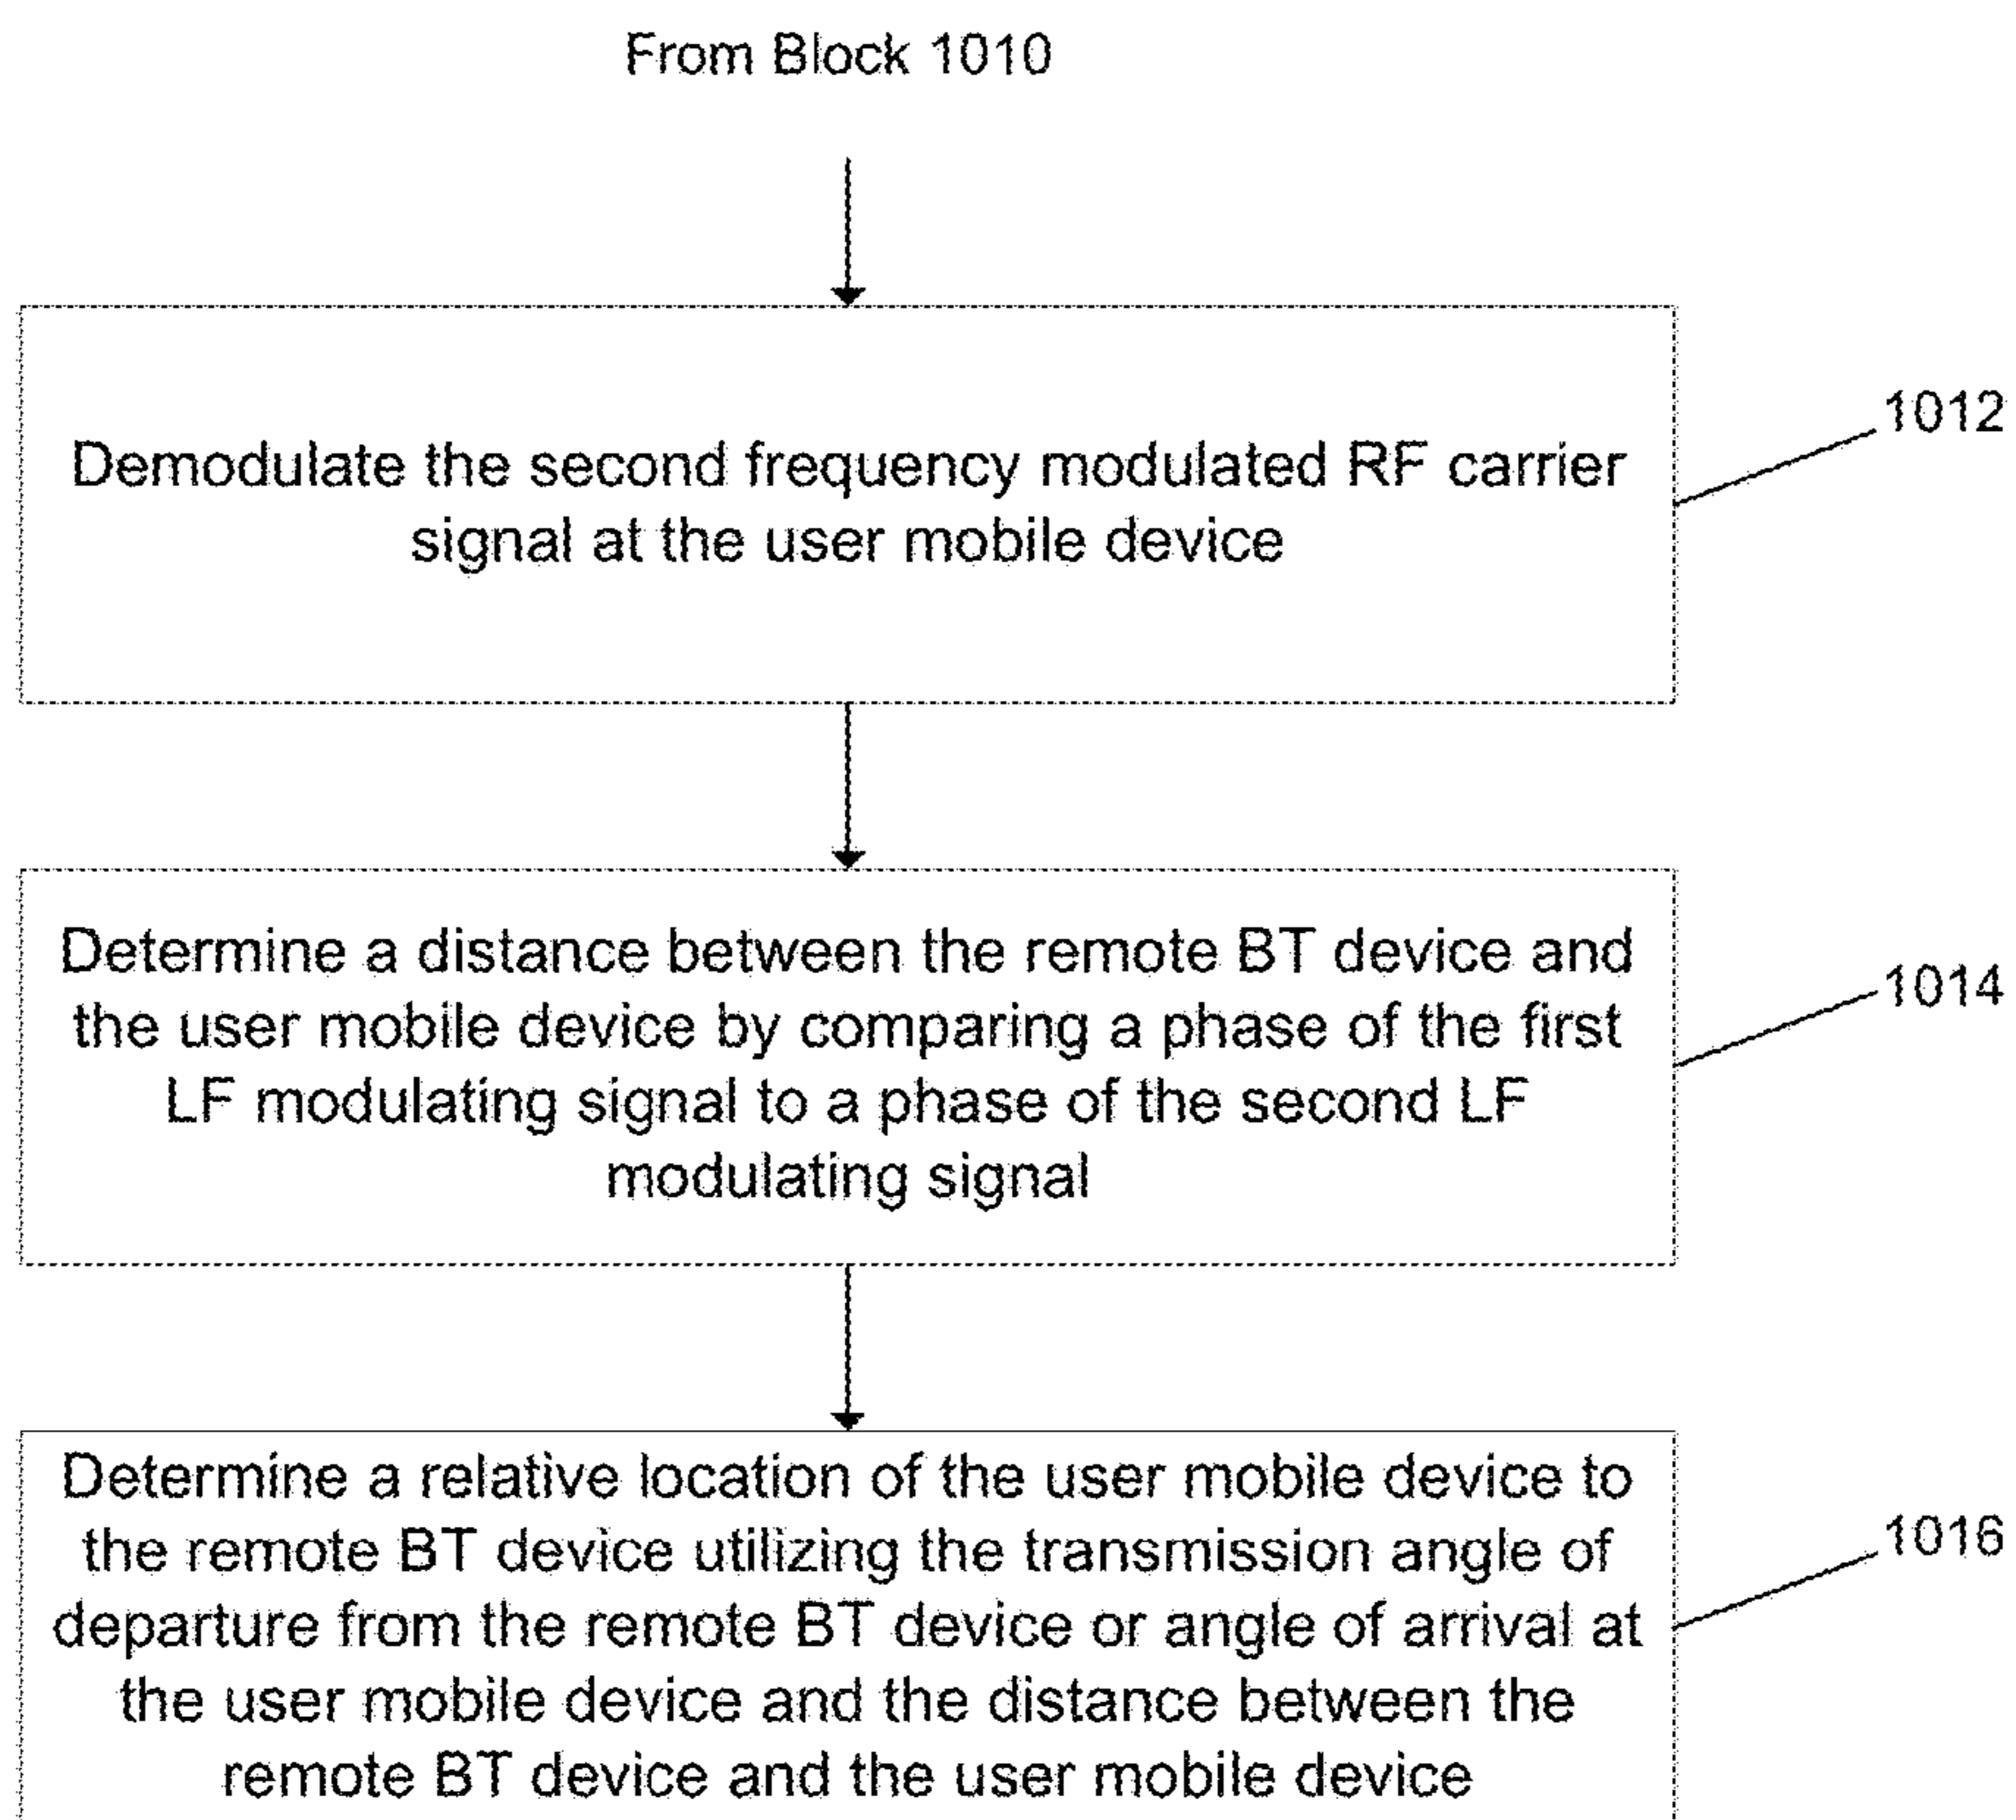 From Block 1010
Demodulate the second frequency modulated RF carrier
signal at the user mobile device
1012
Determine a distance between the remote BT device and
the user mobile device by comparing a phase of the first
LF modulating signal to a phase of the second LF
modulating signal
1014
Determine a relative location of the user mobile device to
the remote BT device utilizing the transmission angle of
departure from the remote BT device or angle of arrival at
the user mobile device and the distance between the
remote BT device and the user mobile device
1016